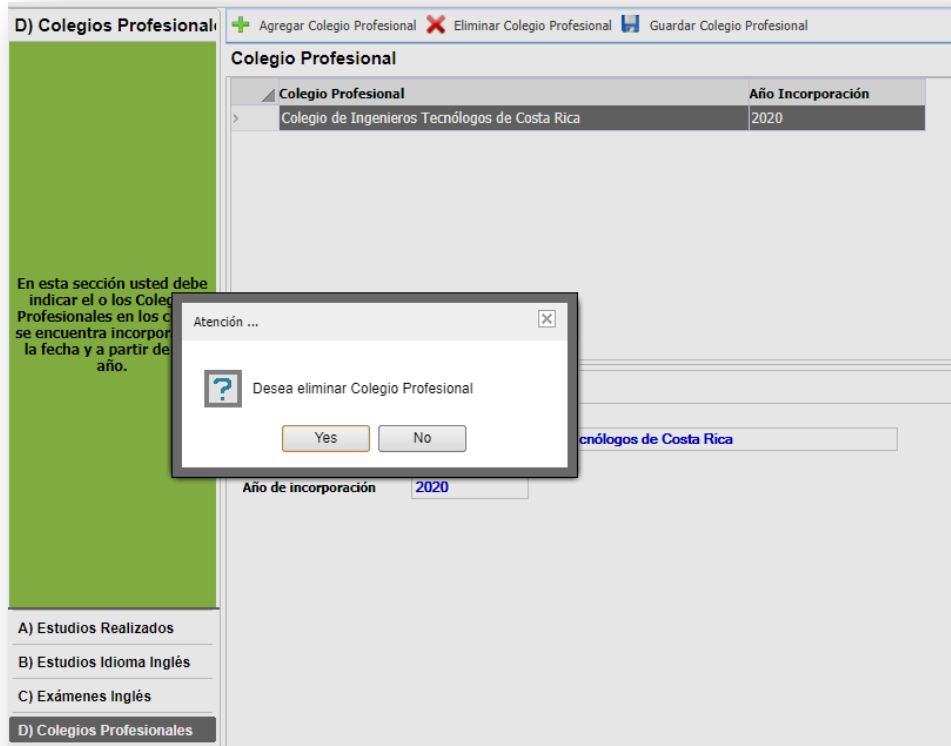 D) Colegios Profesional
Agregar Colegio Profesional Eliminar Colegio Profesional Guardar Colegio Profesional
Colegio Profesional
Colegio Profesional Año Incorporación
Colegio de Ingenieros Tecnólogos de Costa Rica 2020
En esta sección usted debe
indicar el o los
Profesionales en los
se encuentra
la fecha y a partir de
año.
Atención ...
Desea eliminar Colegio Profesional
Yes No
de Costa Rica
Año de incorporación 2020
A) Estudios Realizados
B) Estudios Idioma Inglés
C) Exámenes Inglés
D) Colegios Profesionales